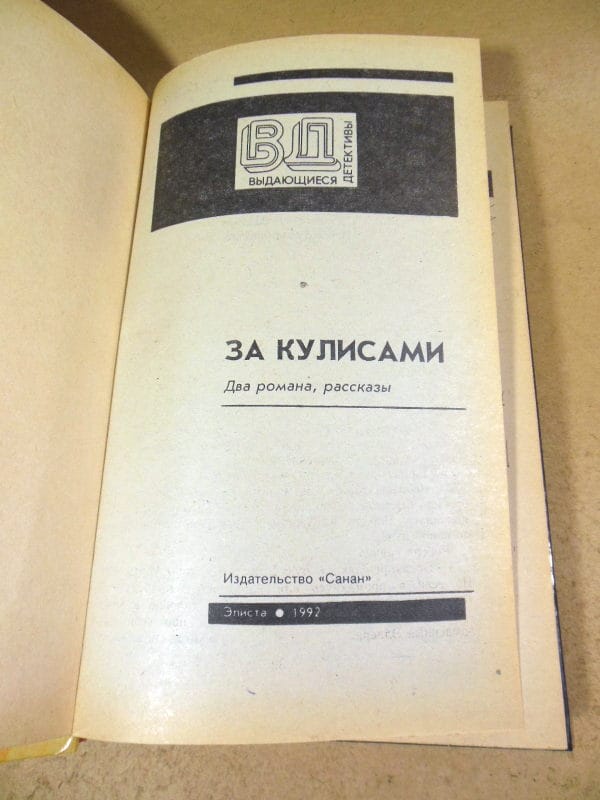 ВД
ВЫДАЮЩИЕСЯ
ДЕТЕКТИВЫ
ЗА КУЛИСАМИ
Два романа, рассказы
Издательство «Санан»
Элиста ● 1992